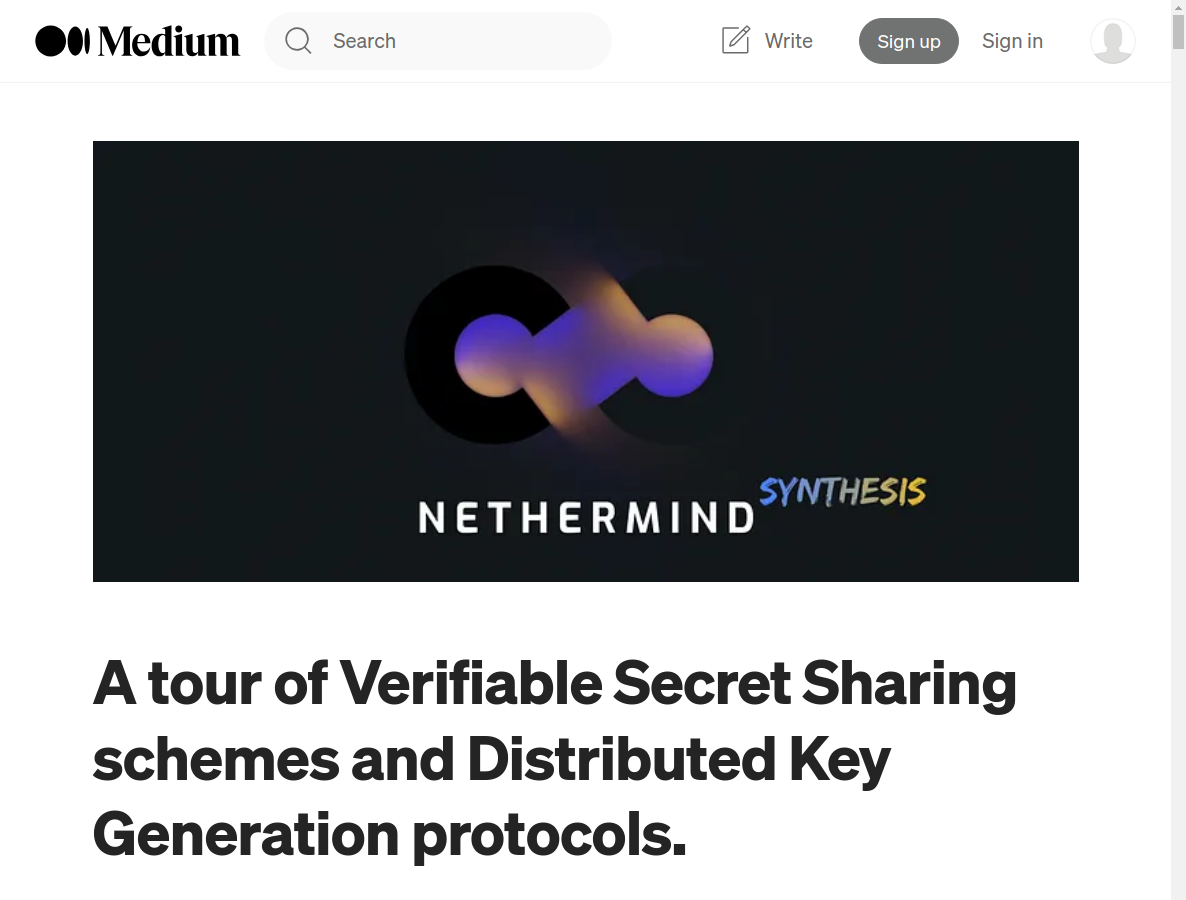 Medium
Search
Write
Sign up
Sign in
SYNTHESIS
NETHERMIND
A tour of Verifiable Secret Sharing
schemes and Distributed Key
Generation protocols.